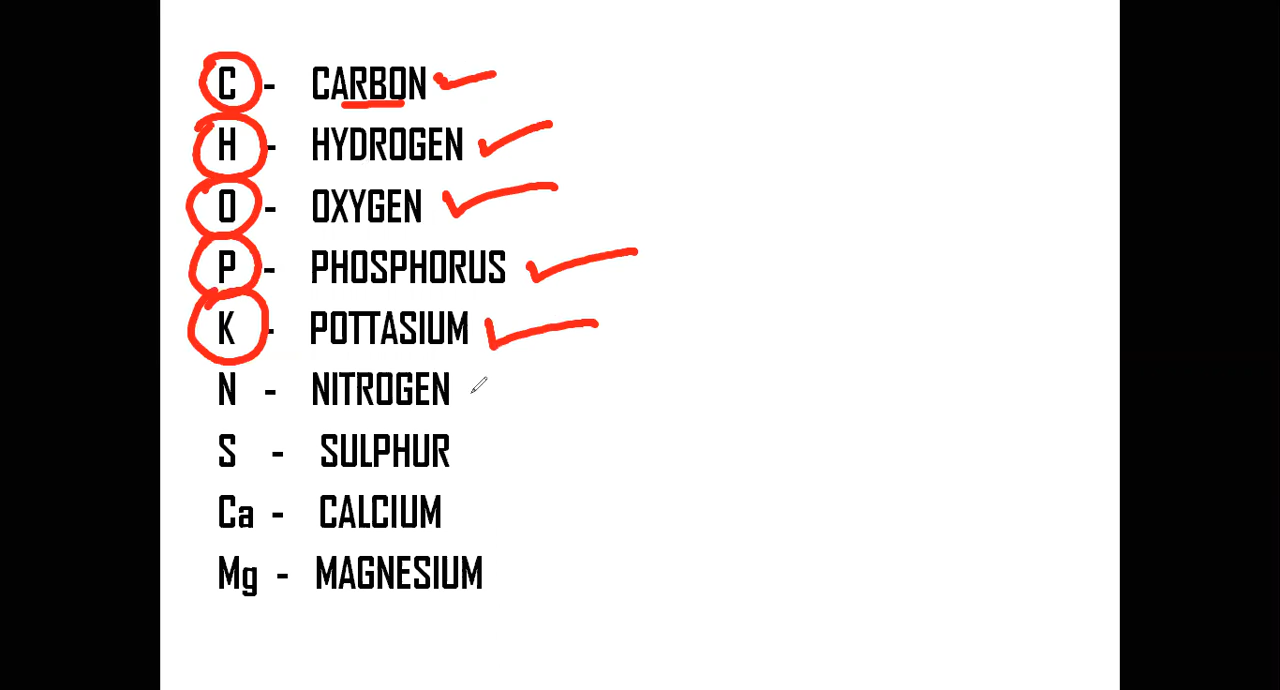 C - CARBON
H - HYDROGEN
O - OXYGEN
P - PHOSPHORUS
K - POTTASIUM
N - NITROGEN
S - SULPHUR
Ca - CALCIUM
Mg - MAGNESIUM